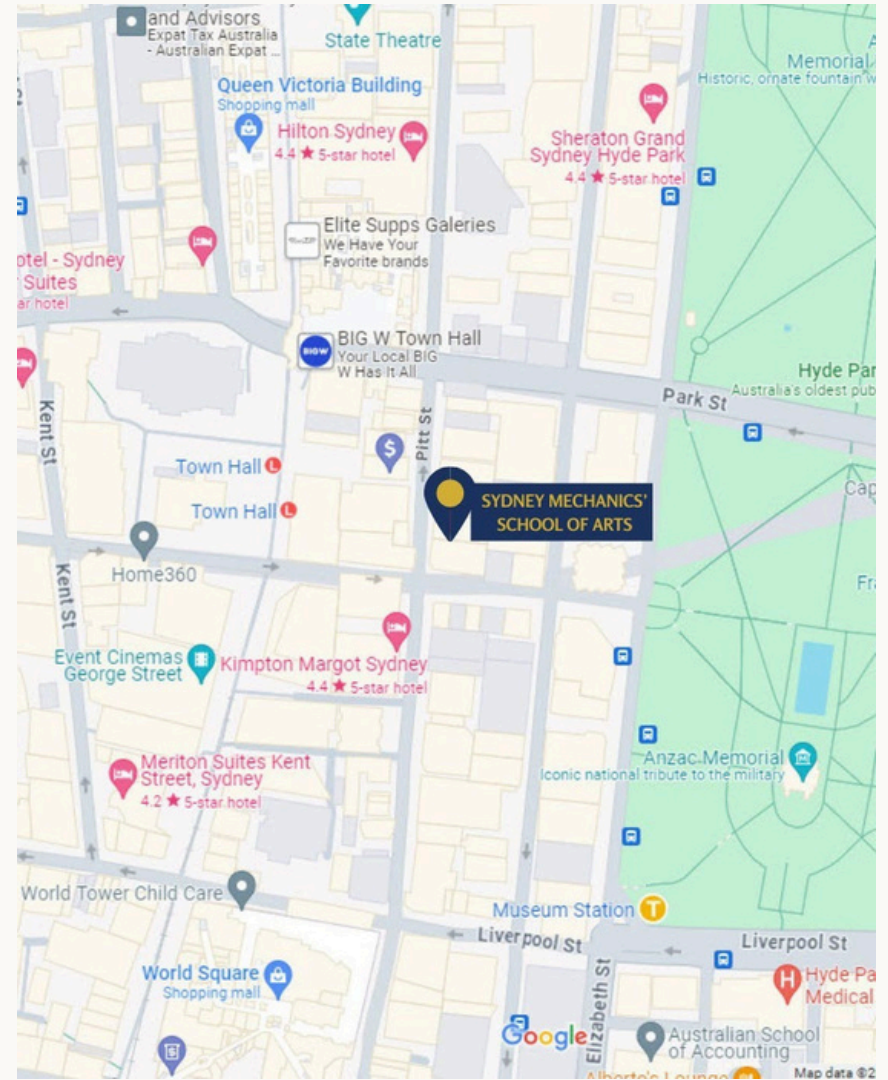 and Advisors
Expat Tax Australia
- Australian Expat ...
State Theatre
Memorial
Historic, ornate fountain w
Queen Victoria Building
Shopping mall
Hilton Sydney
4.4 ★ 5-star hotel
Sheraton Grand
Sydney Hyde Park
4.4 ★ 5-star hotel
Elite Supps Galeries
We Have Your
Favorite brands
otel - Sydney
Suites
ar hotel
BIG W
BIG W Town Hall
Your Local BIG
W Has It All
Hyde Par
Australia's oldest pub
Park St
Kent St
Pitt St
Town Hall L
Town Hall L
SYDNEY MECHANICS'
SCHOOL OF ARTS
Cap
Home360
Kent St
Fra
Event Cinemas
George Street
Kimpton Margot Sydney
4.4 ★ 5-star hotel
Anzac Memorial
Iconic national tribute to the military
Meriton Suites Kent
Street, Sydney
4.2 ★ 5-star hotel
World Tower Child Care
Museum Station T
Liverpool St
Liverpool St
World Square
Shopping mall
Elizabeth St
H
Hyde Pa
Medical
Google
Australian School
of Accounting
Alberto's Lounge
Map data ©2